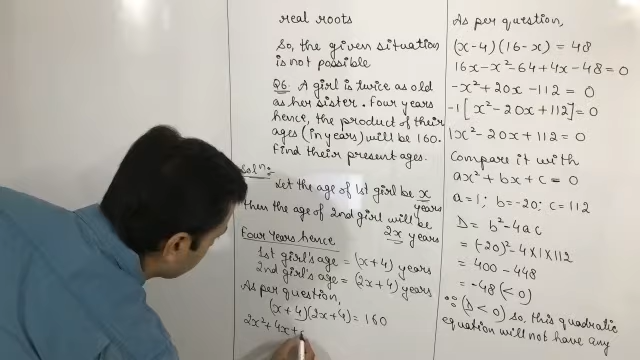 real roots
So, the given situation
is not possible
Q6. A girl is twice as old
as her sister. Four years
hence, the product of their
ages (in years) will be 160.
Find their present ages.
Solⁿ:-
Let the age of 1st girl be x
years
then the age of 2nd girl will be
2x years
Four Years hence
1st girl's age = (x+4) years
2nd girl's age = (2x+4) years
As per question,
(x+4)(2x+4) = 160
2x²+4x+
As per question,
(x-4)(16-x) = 48
16x-x²-64+4x-48=0
-x²+20x-112=0
-1[x²-20x+112]=0
1x²-20x+112=0
Compare it with
ax²+bx+c=0
a=1; b=-20; c=112
D = b²-4ac
= (-20)²-4×1×112
= 400-448
= -48 (<0)
∵ (D<0) so, this quadratic
equation will not have any